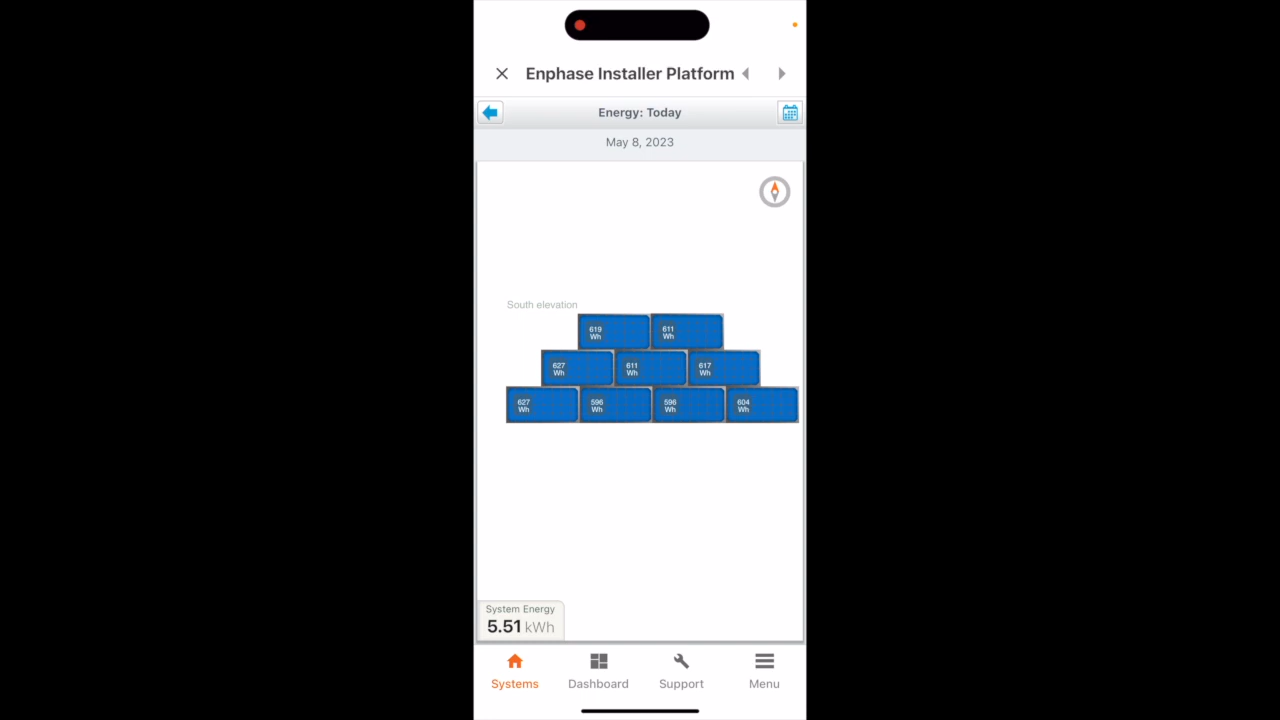 Enphase Installer Platform
Energy: Today
May 8, 2023
South elevation
619 Wh
611 Wh
627 Wh
611 Wh
617 Wh
627 Wh
596 Wh
596 Wh
604 Wh
System Energy
5.51 kWh
Systems
Dashboard
Support
Menu